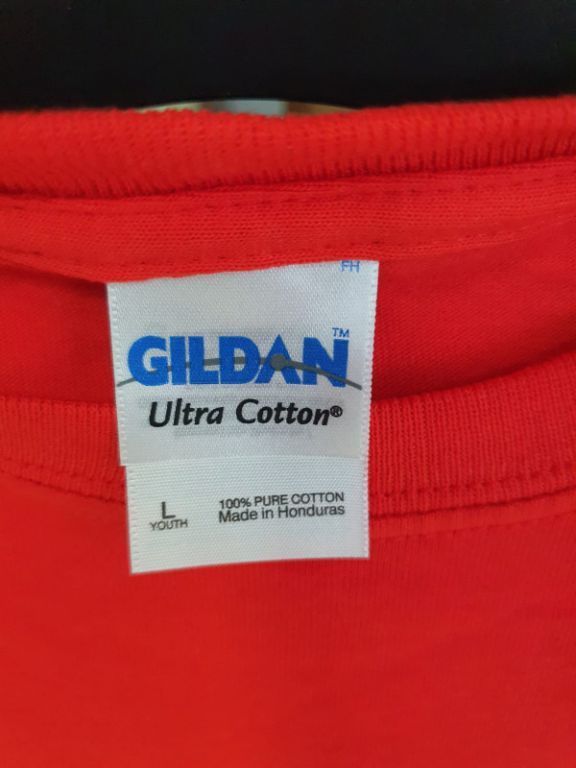 FH
GILDAN™
Ultra Cotton®
L
YOUTH
100% PURE COTTON
Made in Honduras